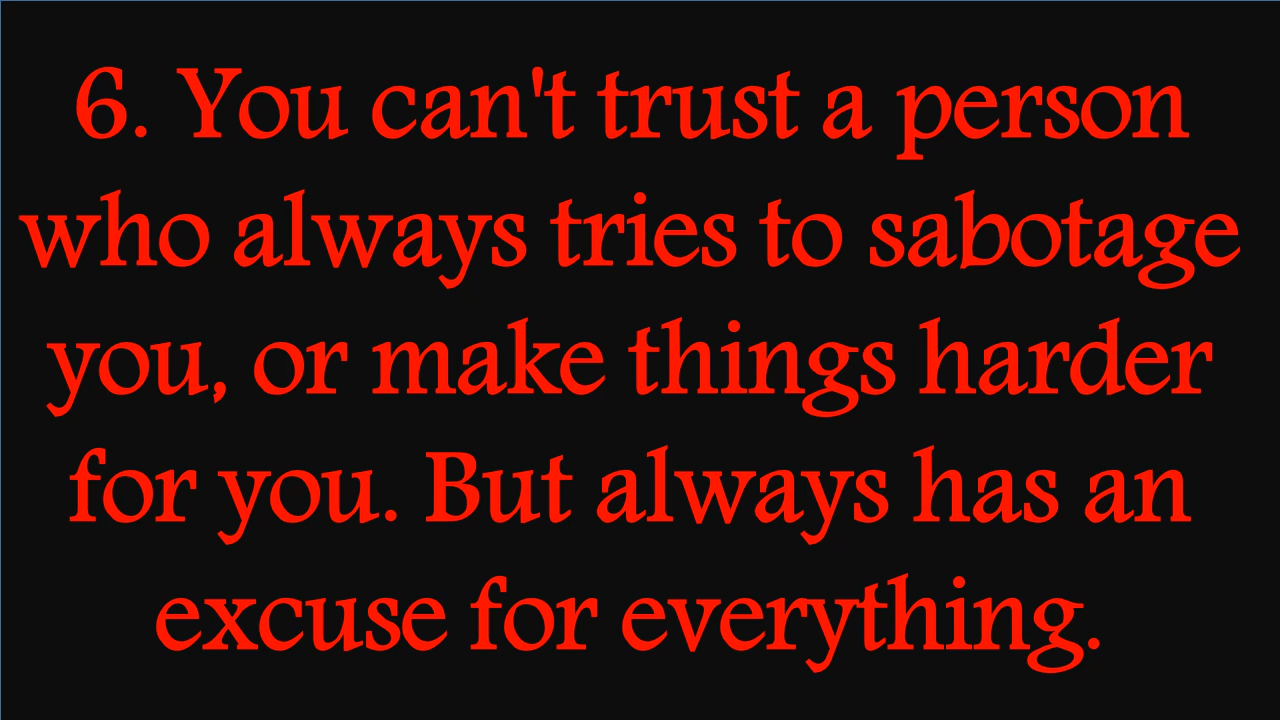 6. You can't trust a person
who always tries to sabotage
you, or make things harder
for you. But always has an
excuse for everything.